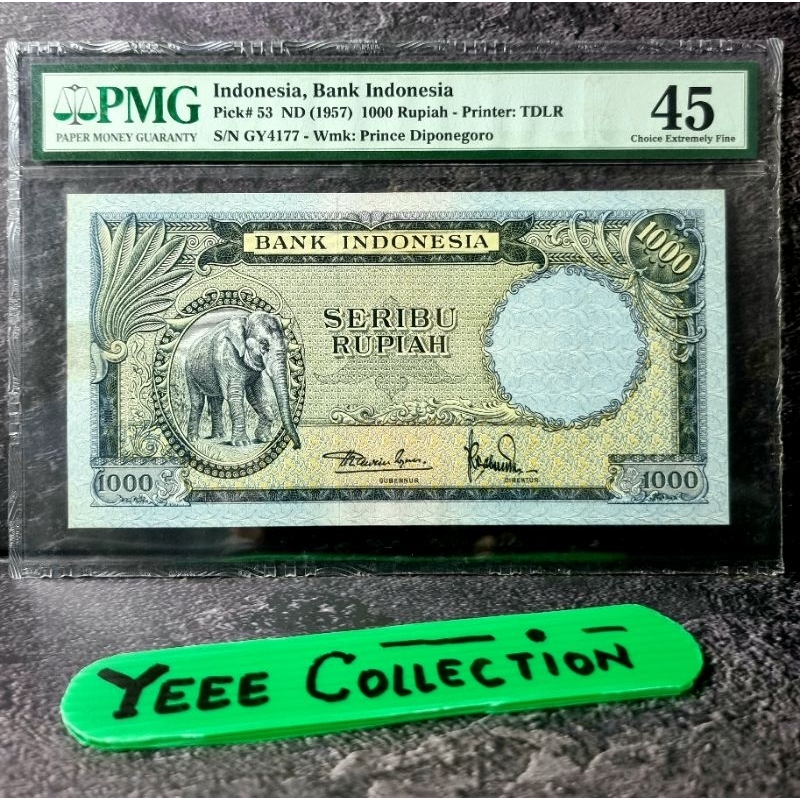 PMG
PAPER MONEY GUARANTY
Indonesia, Bank Indonesia
Pick# 53 ND (1957) 1000 Rupiah - Printer: TDLR
S/N GY4177 - Wmk: Prince Diponegoro
45
Choice Extremely Fine
BANK INDONESIA
1000
SERIBU
RUPIAH
GUBERNUR
DIREKTUR
1000
1000
YEEE COLLECTION